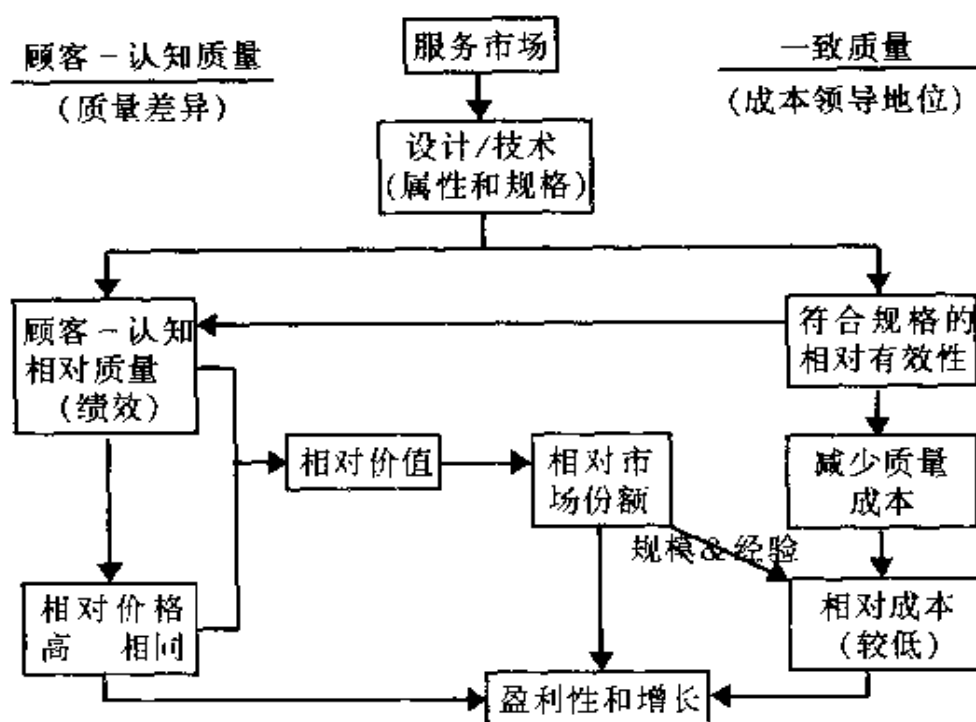 顾客－认知质量
(质量差异)
服务市场
一致质量
(成本领导地位)
设计/技术
(属性和规格)
顾客－认知
相对质量
(绩效)
符合规格的
相对有效性
相对价值
相对市
场份额
减少质量
成本
规模&经验
相对价格
高 相同
相对成本
(较低)
盈利性和增长